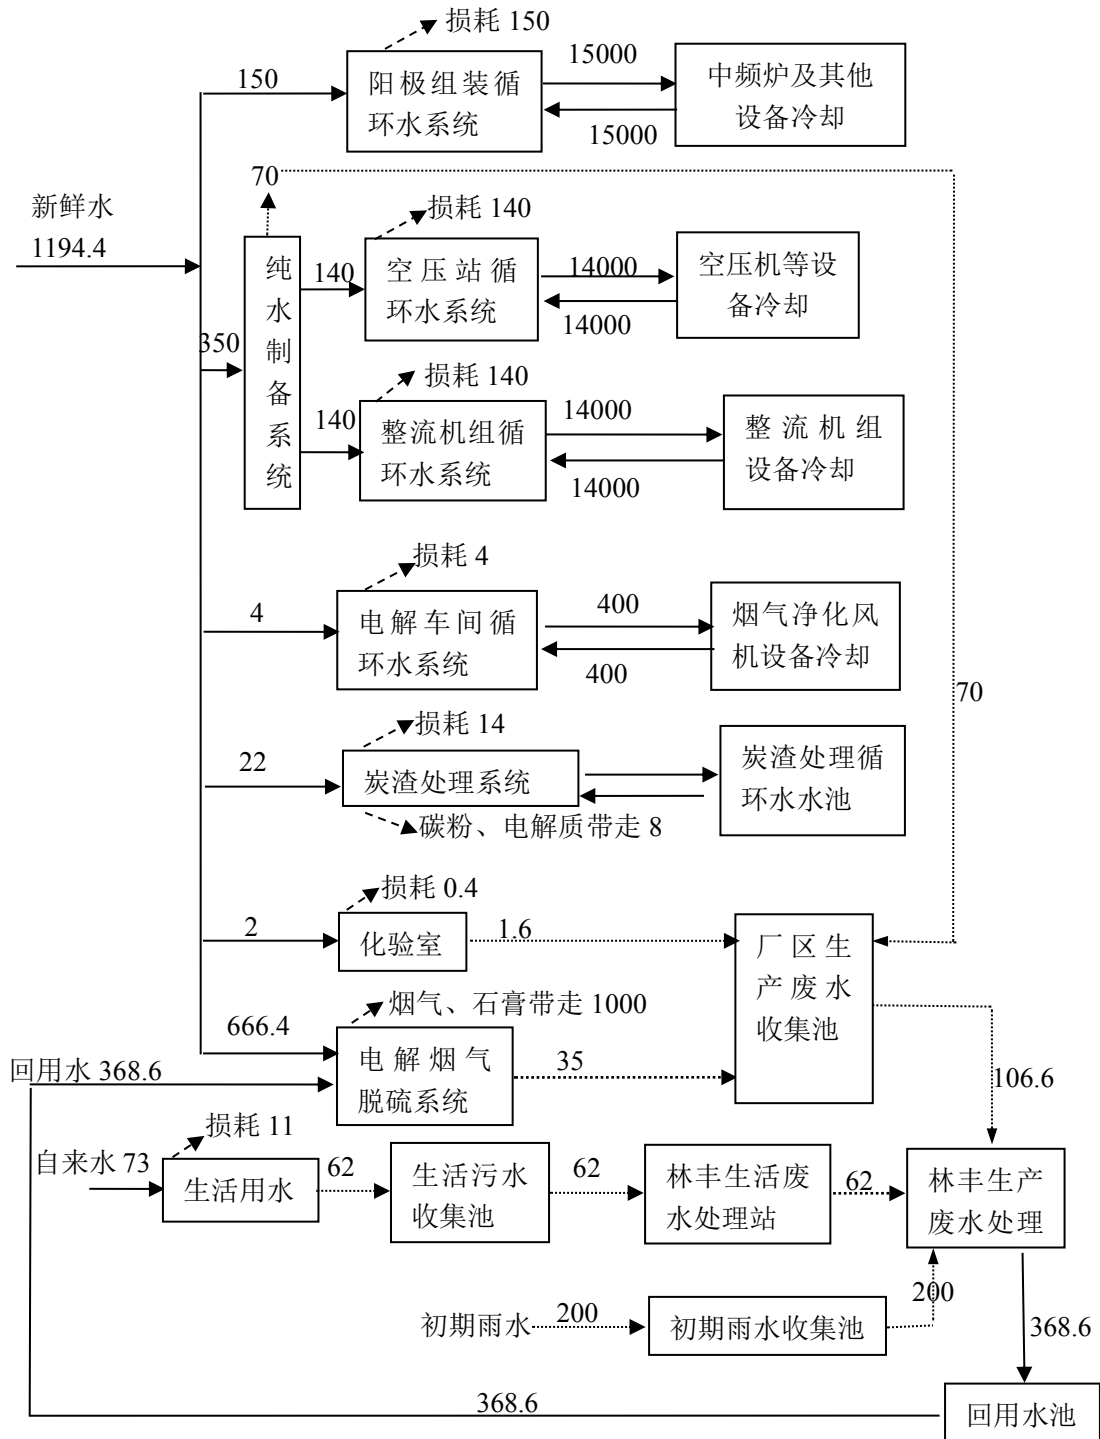 损耗 150
150
阳极组装循
环水系统
15000
15000
中频炉及其他
设备冷却
70
新鲜水
1194.4
损耗 140
纯
水
制
备
系
统
140
空压站循
环水系统
14000
14000
空压机等设
备冷却
350
损耗 140
140
整流机组循
环水系统
14000
14000
整流机组
设备冷却
损耗 4
4
电解车间循
环水系统
400
400
烟气净化风
机设备冷却
70
损耗 14
22
炭渣处理系统
炭渣处理循
环水水池
碳粉、电解质带走 8
损耗 0.4
2
化验室
1.6
厂区生
产废水
收集池
烟气、石膏带走 1000
666.4
电解烟气
脱硫系统
35
回用水 368.6
106.6
损耗 11
自来水 73
生活用水
62
生活污水
收集池
62
林丰生活废
水处理站
62
林丰生产
废水处理
200
初期雨水
200
初期雨水收集池
368.6
368.6
回用水池